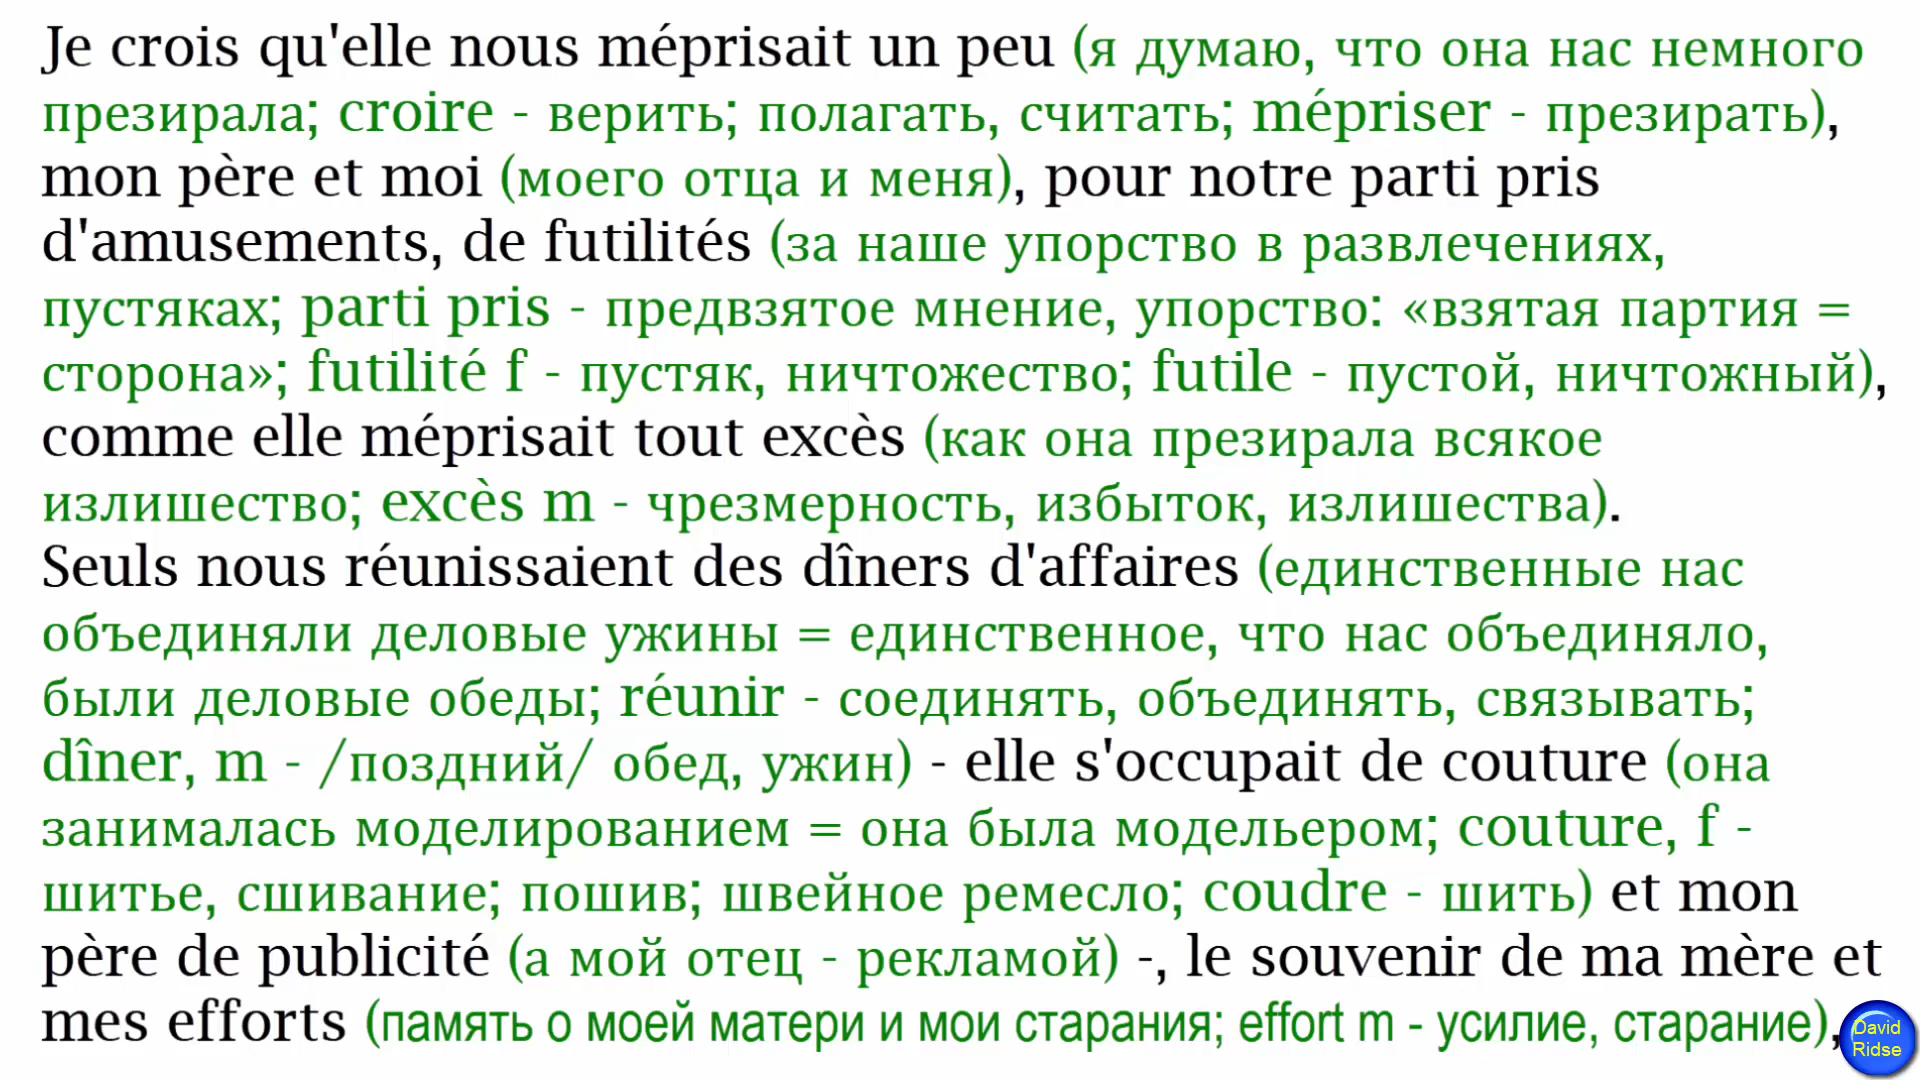 Je crois qu'elle nous méprisait un peu (я думаю, что она нас немного
презирала; croire - верить; полагать, считать; mépriser - презирать),
mon père et moi (моего отца и меня), pour notre parti pris
d'amusements, de futilités (за наше упорство в развлечениях,
пустяках; parti pris - предвзятое мнение, упорство: «взятая партия =
сторона»; futilité f - пустяк, ничтожество; futile - пустой, ничтожный),
comme elle méprisait tout excès (как она презирала всякое
излишество; excès m - чрезмерность, избыток, излишества).
Seuls nous réunissaient des dîners d'affaires (единственные нас
объединяли деловые ужины = единственное, что нас объединяло,
были деловые обеды; réunir - соединять, объединять, связывать;
dîner, m - /поздний/ обед, ужин) - elle s'occupait de couture (она
занималась моделированием = она была модельером; couture, f -
шитье, сшивание; пошив; швейное ремесло; coudre - шить) et mon
père de publicité (а мой отец - рекламой) -, le souvenir de ma mère et
mes efforts (память о моей матери и мои старания; effort m - усилие, старание),
David
Ridse